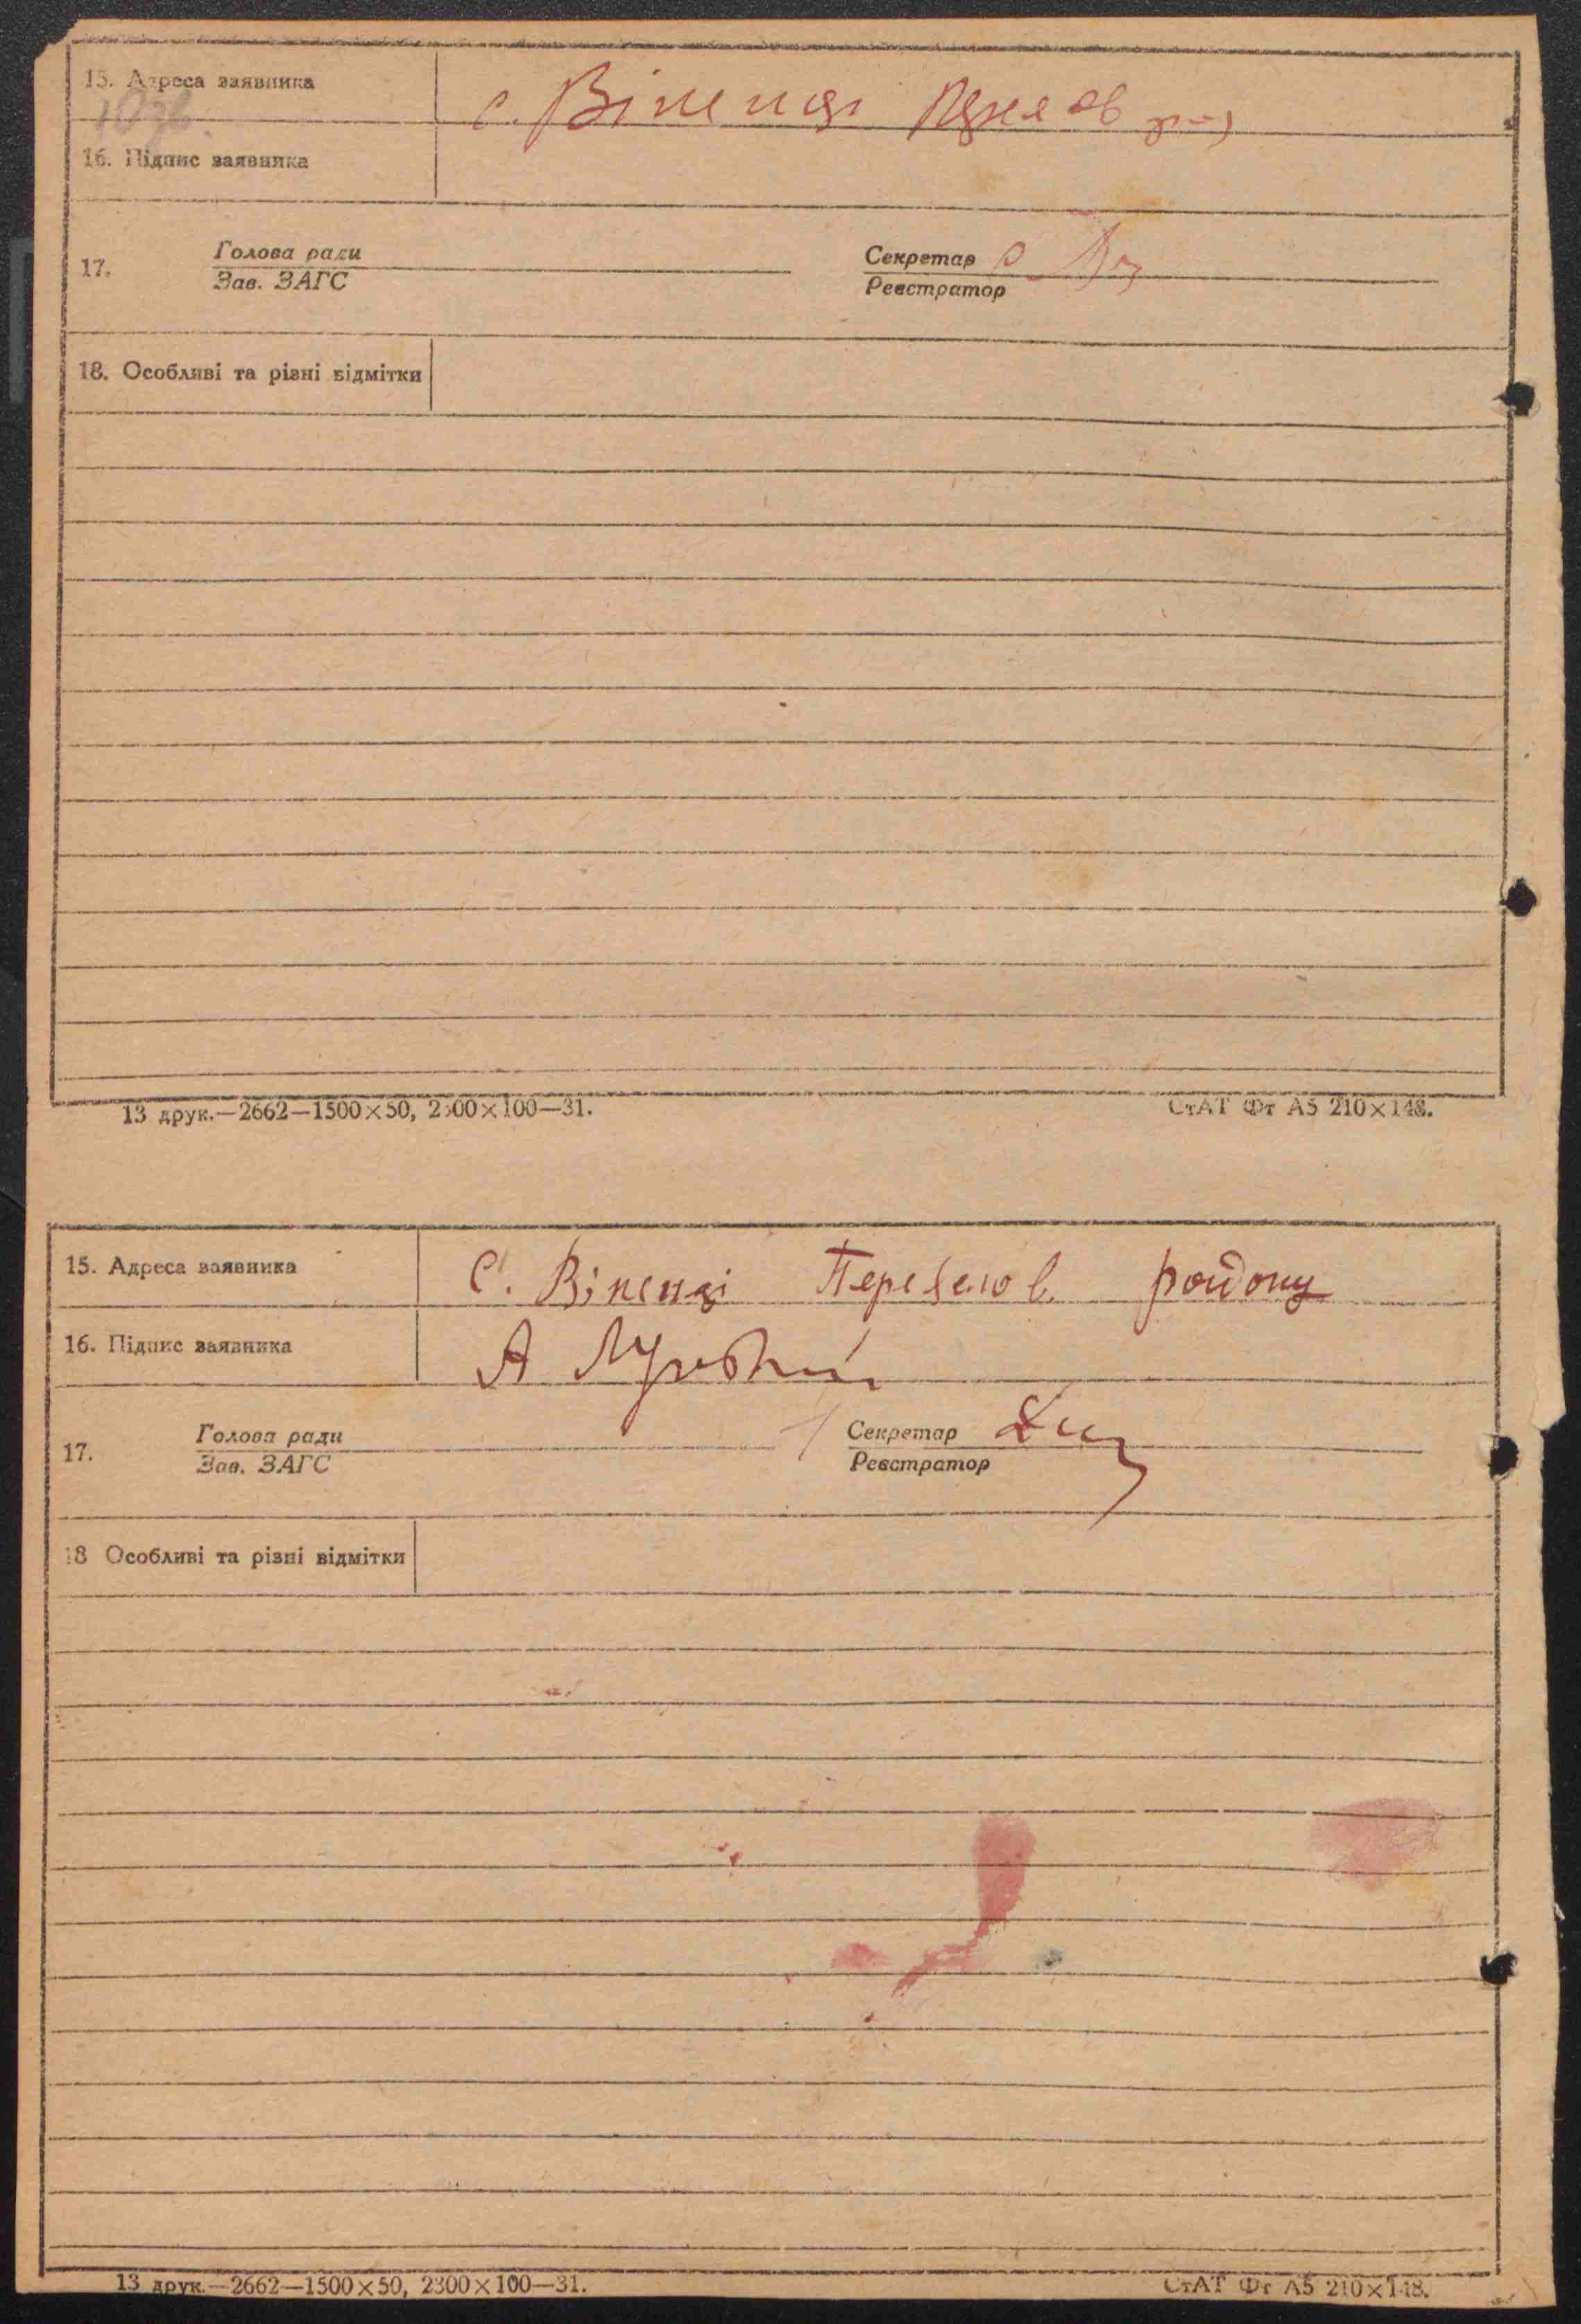 15. Адреса заявника с. Віненці
16. Підпис заявника
17. Голова ради Секретар
Зав. ЗАГС Реєстратор
18. Особливі та різні відмітки
13 друк.—2662—1500×50, 2300×100—31. СтАТ Фт А5 210×148.
15. Адреса заявника С. Віненці Переяслов. району
16. Підпис заявника А
17. Голова ради Секретар
Зав. ЗАГС Реєстратор
18 Особливі та різні відмітки
13 друк.—2662—1500×50, 2300×100—31. СтАТ Фт А5 210×148.